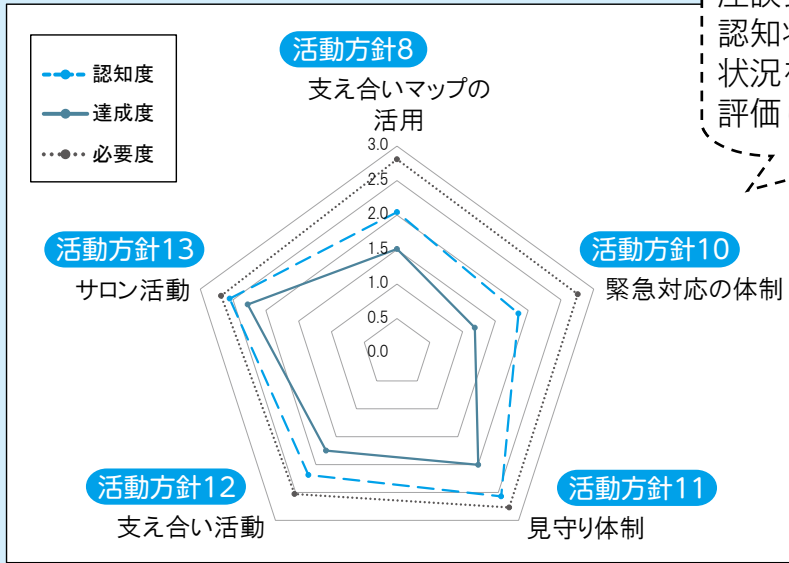 認知度
達成度
必要度
活動方針8
支え合いマップの
活用
3.0
2.5
2.0
1.5
1.0
0.5
0.0
活動方針13
サロン活動
活動方針10
緊急対応の体制
活動方針12
支え合い活動
活動方針11
見守り体制
認知
状況
評価